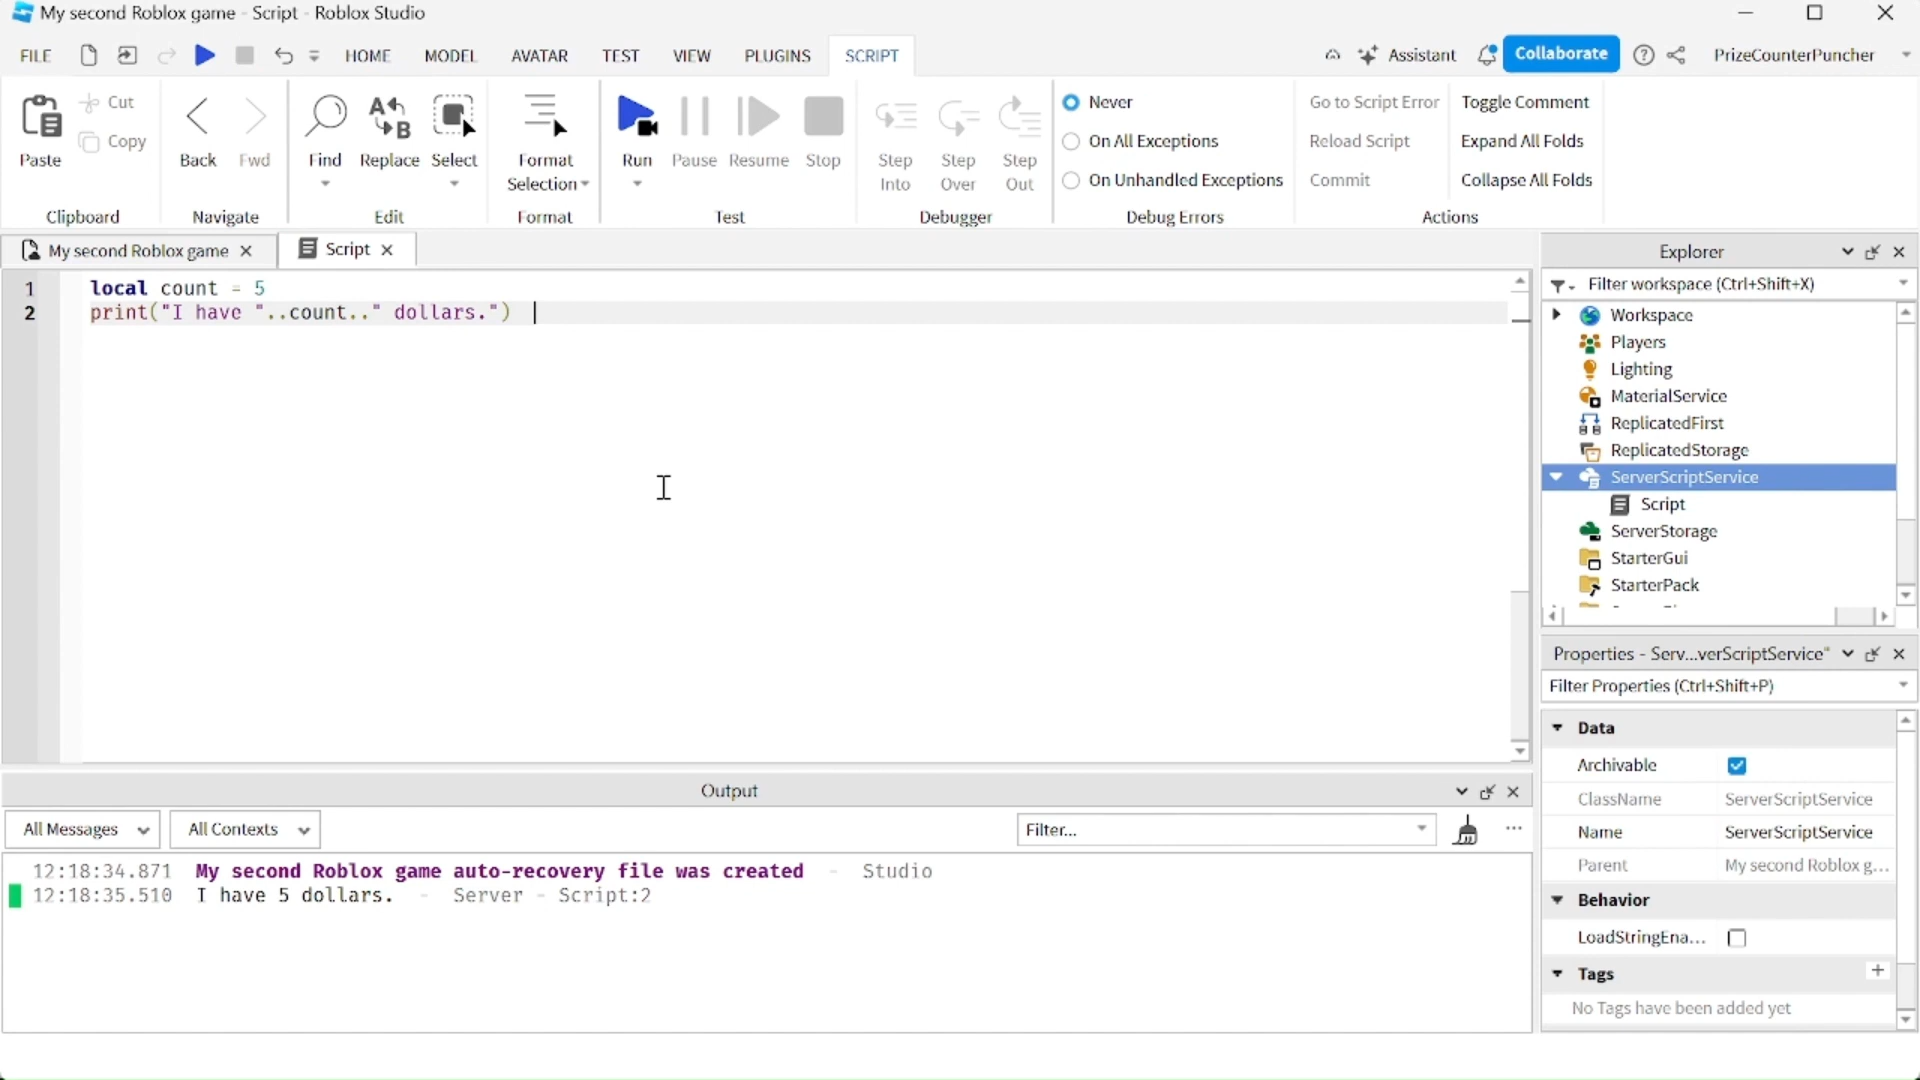 My second Roblox game - Script - Roblox Studio
FILE HOME MODEL AVATAR TEST VIEW PLUGINS SCRIPT Assistant Collaborate PrizeCounterPuncher
Paste Cut Copy Back Fwd Find Replace Select Format Selection Run Pause Resume Stop Step Into Step Over Step Out
Never Go to Script Error Toggle Comment
On All Exceptions Reload Script Expand All Folds
On Unhandled Exceptions Commit Collapse All Folds
Clipboard Navigate Edit Format Test Debugger Debug Errors Actions
My second Roblox game Script
1 local count = 5
2 print("I have "..count.." dollars.")
Explorer
Filter workspace (Ctrl+Shift+X)
Workspace
Players
Lighting
MaterialService
ReplicatedFirst
ReplicatedStorage
ServerScriptService
Script
ServerStorage
StarterGui
StarterPack
Properties - Serv...verScriptService"
Filter Properties (Ctrl+Shift+P)
Data
Archivable
ClassName ServerScriptService
Name ServerScriptService
Parent My second Roblox g...
Behavior
LoadStringEna...
Tags +
No Tags have been added yet
Output
All Messages All Contexts Filter... ...
12:18:34.871 My second Roblox game auto-recovery file was created - Studio
12:18:35.510 I have 5 dollars. - Server - Script:2